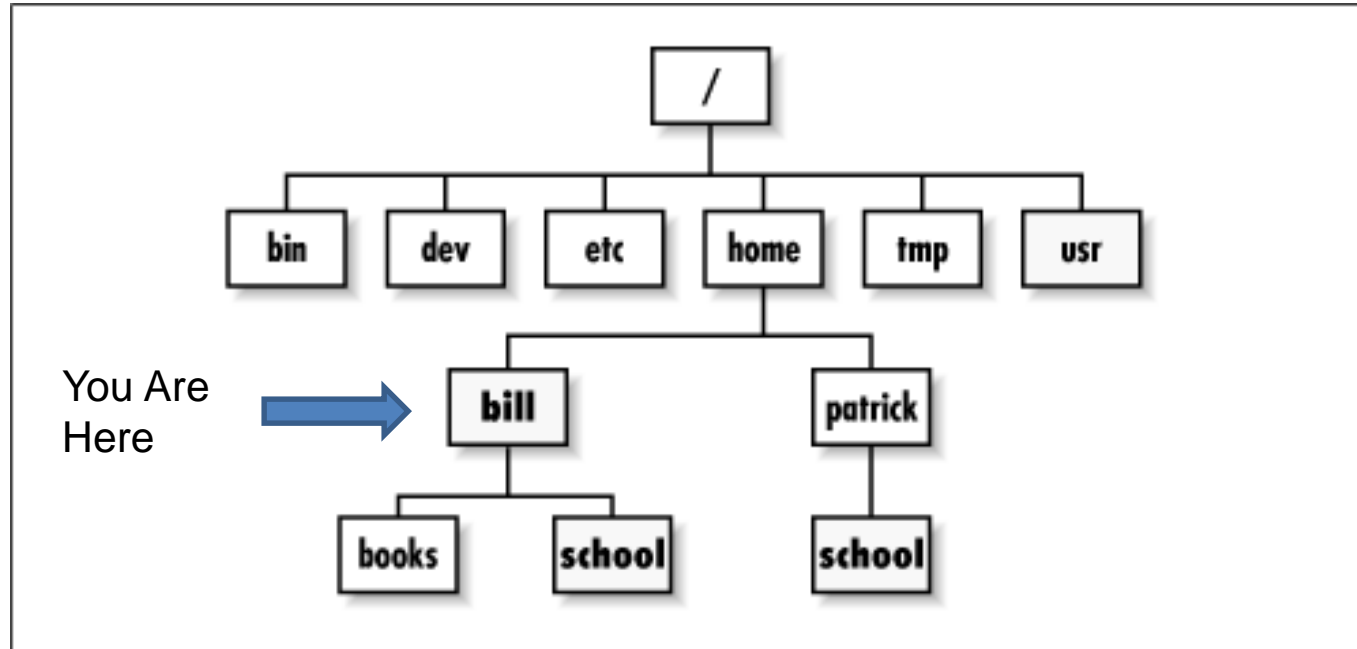 /
bin dev etc home tmp usr
You Are
Here
bill patrick
books school school